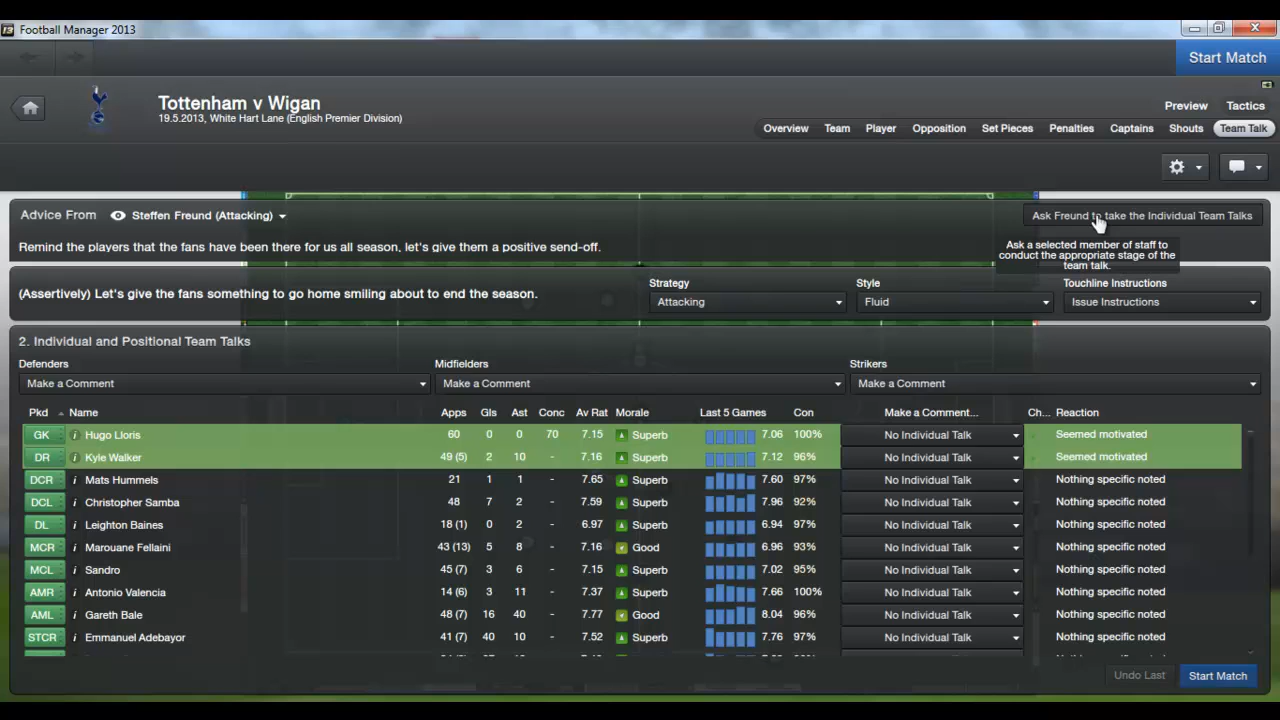 Football Manager 2013
Start Match
Tottenham v Wigan
19.5.2013, White Hart Lane (English Premier Division)
Preview Tactics
Overview Team Player Opposition Set Pieces Penalties Captains Shouts Team Talk
Advice From Steffen Freund (Attacking)
Ask Freund to take the Individual Team Talks
Remind the players that the fans have been there for us all season, let's give them a positive send-off.
Ask a selected member of staff to
conduct the appropriate stage of the
team talk.
(Assertively) Let's give the fans something to go home smiling about to end the season.
Strategy Style Touchline Instructions
Attacking Fluid Issue Instructions
2. Individual and Positional Team Talks
Defenders Midfielders Strikers
Make a Comment Make a Comment Make a Comment
Pkd Name Apps Gls Ast Conc Av Rat Morale Last 5 Games Con Make a Comment... Ch... Reaction
GK i Hugo Lloris 60 0 0 70 7.15 Superb 7.06 100% No Individual Talk Seemed motivated
DR i Kyle Walker 49 (5) 2 10 - 7.16 Superb 7.12 96% No Individual Talk Seemed motivated
DCR i Mats Hummels 21 1 1 - 7.65 Superb 7.60 97% No Individual Talk Nothing specific noted
DCL i Christopher Samba 48 7 2 - 7.59 Superb 7.96 92% No Individual Talk Nothing specific noted
DL i Leighton Baines 18 (1) 0 2 - 6.97 Superb 6.94 97% No Individual Talk Nothing specific noted
MCR i Marouane Fellaini 43 (13) 5 8 - 7.16 Good 6.96 93% No Individual Talk Nothing specific noted
MCL i Sandro 45 (7) 3 6 - 7.15 Superb 7.02 95% No Individual Talk Nothing specific noted
AMR i Antonio Valencia 14 (6) 3 11 - 7.37 Superb 7.66 100% No Individual Talk Nothing specific noted
AML i Gareth Bale 48 (7) 16 40 - 7.77 Good 8.04 96% No Individual Talk Nothing specific noted
STCR i Emmanuel Adebayor 41 (7) 40 10 - 7.52 Superb 7.76 97% No Individual Talk Nothing specific noted
Undo Last Start Match